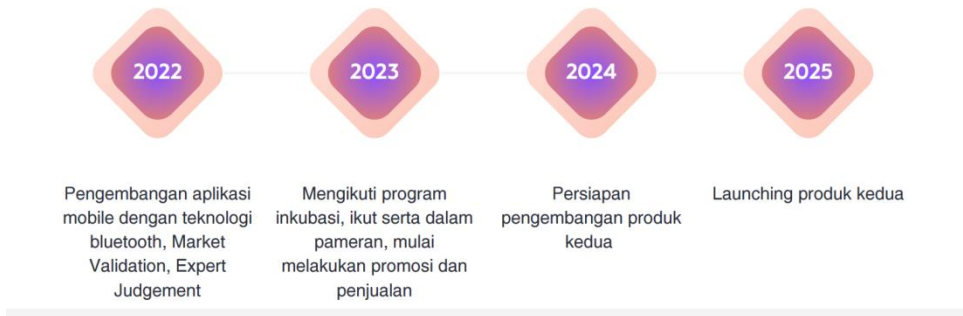 2022
2023
2024
2025
Pengembangan aplikasi
mobile dengan teknologi
bluetooth, Market
Validation, Expert
Judgement
Mengikuti program
inkubasi, ikut serta dalam
pameran, mulai
melakukan promosi dan
penjualan
Persiapan
pengembangan produk
kedua
Launching produk kedua